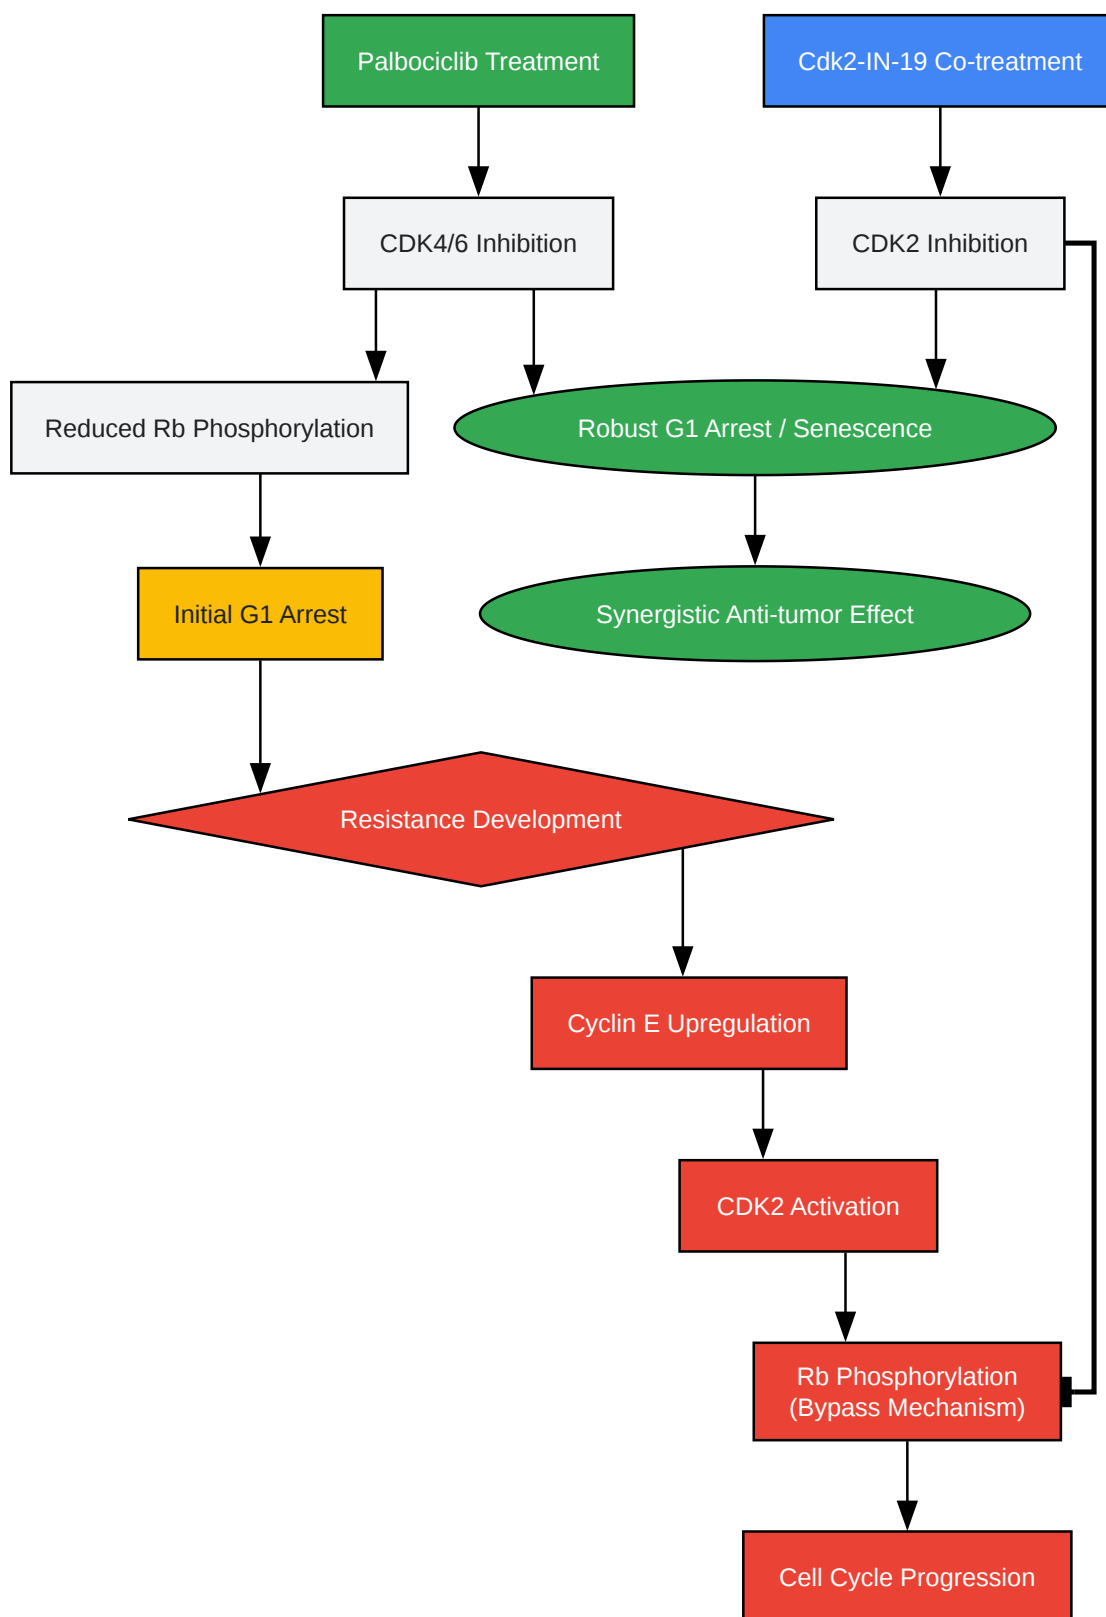 Palbociclib Treatment
Cdk2-IN-19 Co-treatment
CDK4/6 Inhibition
CDK2 Inhibition
Reduced Rb Phosphorylation
Robust G1 Arrest / Senescence
Initial G1 Arrest
Synergistic Anti-tumor Effect
Resistance Development
Cyclin E Upregulation
CDK2 Activation
Rb Phosphorylation
(Bypass Mechanism)
Cell Cycle Progression